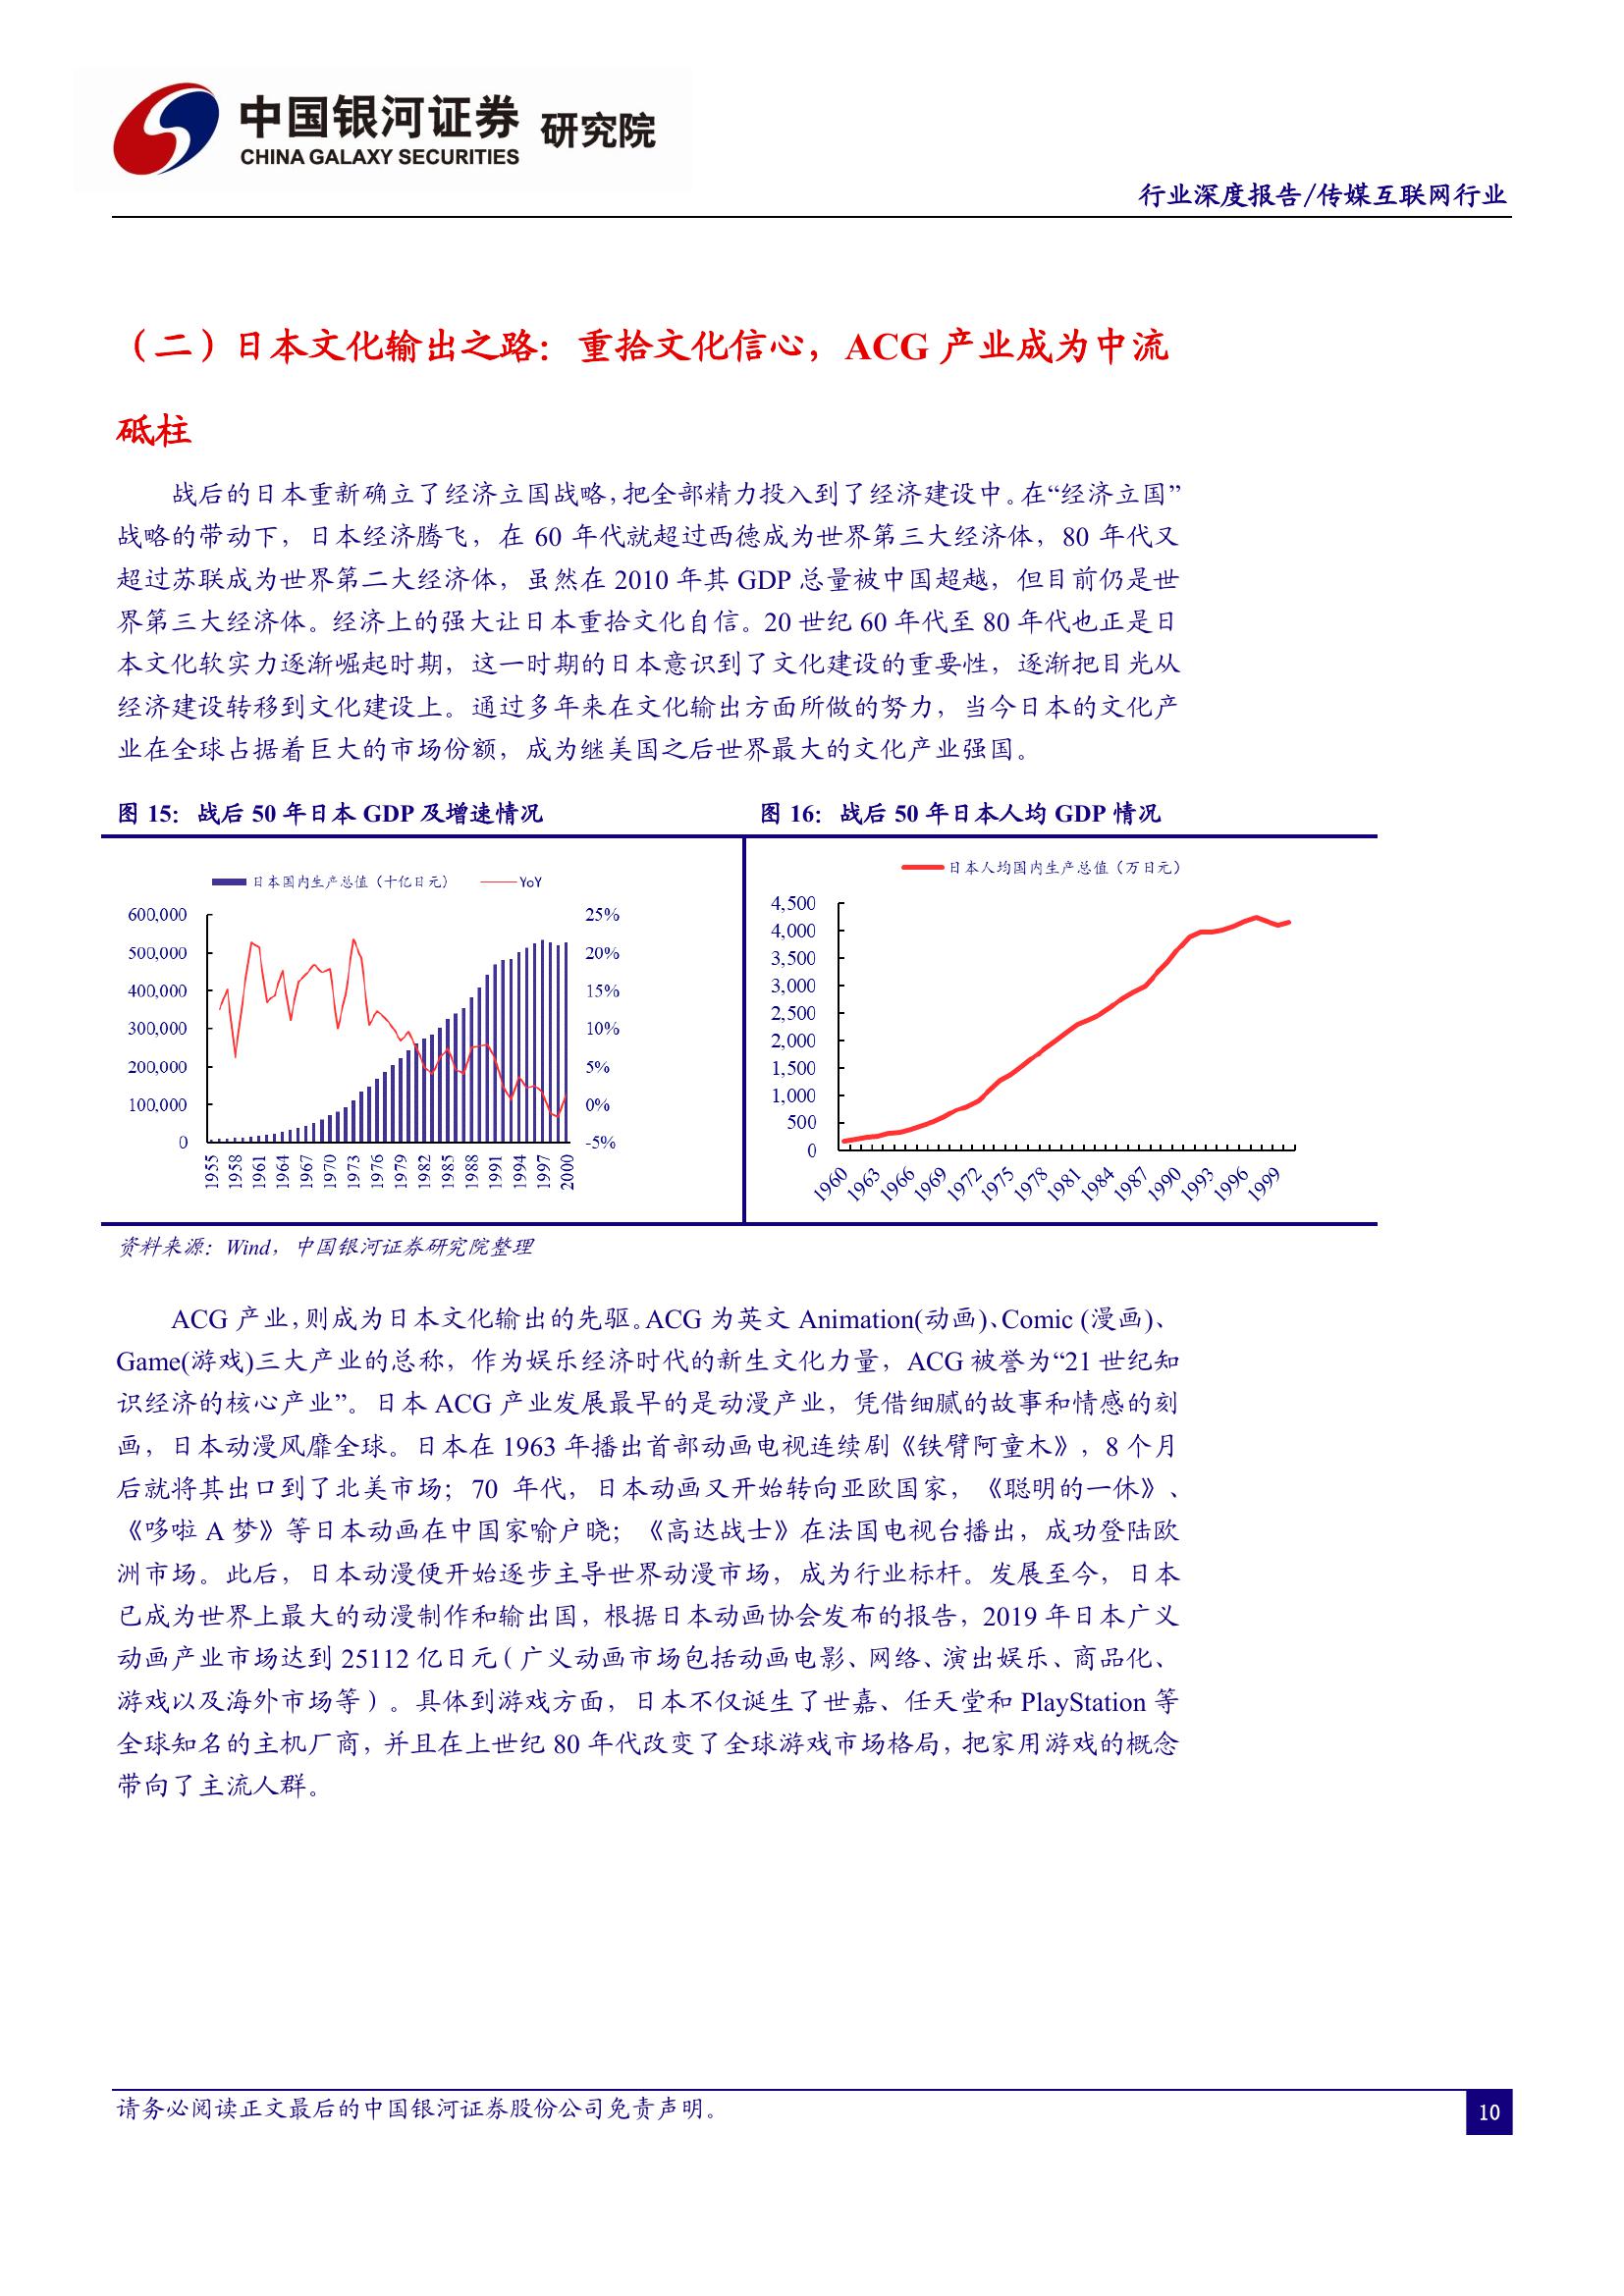 中国银河证券 研究院
CHINA GALAXY SECURITIES
行业深度报告/传媒互联网行业
（二）日本文化输出之路：重拾文化信心，ACG 产业成为中流
砥柱
战后的日本重新确立了经济立国战略，把全部精力投入到了经济建设中。在“经济立国”
战略的带动下，日本经济腾飞，在 60 年代就超过西德成为世界第三大经济体，80 年代又
超过苏联成为世界第二大经济体，虽然在 2010 年其 GDP 总量被中国超越，但目前仍是世
界第三大经济体。经济上的强大让日本重拾文化自信。20 世纪 60 年代至 80 年代也正是日
本文化软实力逐渐崛起时期，这一时期的日本意识到了文化建设的重要性，逐渐把目光从
经济建设转移到文化建设上。通过多年来在文化输出方面所做的努力，当今日本的文化产
业在全球占据着巨大的市场份额，成为继美国之后世界最大的文化产业强国。
图 15：战后 50 年日本 GDP 及增速情况
日本国内生产总值（十亿日元） YoY
600,000
500,000
400,000
300,000
200,000
100,000
0
25%
20%
15%
10%
5%
0%
-5%
1955 1958 1961 1964 1967 1970 1973 1976 1979 1982 1985 1988 1991 1994 1997 2000
图 16：战后 50 年日本人均 GDP 情况
日本人均国内生产总值（万日元）
4,500
4,000
3,500
3,000
2,500
2,000
1,500
1,000
500
0
1960 1963 1966 1969 1972 1975 1978 1981 1984 1987 1990 1993 1996 1999
资料来源：Wind，中国银河证券研究院整理
ACG 产业，则成为日本文化输出的先驱。ACG 为英文 Animation(动画)、Comic (漫画)、
Game(游戏)三大产业的总称，作为娱乐经济时代的新生文化力量，ACG 被誉为“21 世纪知
识经济的核心产业”。日本 ACG 产业发展最早的是动漫产业，凭借细腻的故事和情感的刻
画，日本动漫风靡全球。日本在 1963 年播出首部动画电视连续剧《铁臂阿童木》，8 个月
后就将其出口到了北美市场；70 年代，日本动画又开始转向亚欧国家，《聪明的一休》、
《哆啦 A 梦》等日本动画在中国家喻户晓；《高达战士》在法国电视台播出，成功登陆欧
洲市场。此后，日本动漫便开始逐步主导世界动漫市场，成为行业标杆。发展至今，日本
已成为世界上最大的动漫制作和输出国，根据日本动画协会发布的报告，2019 年日本广义
动画产业市场达到 25112 亿日元（广义动画市场包括动画电影、网络、演出娱乐、商品化、
游戏以及海外市场等）。具体到游戏方面，日本不仅诞生了世嘉、任天堂和 PlayStation 等
全球知名的主机厂商，并且在上世纪 80 年代改变了全球游戏市场格局，把家用游戏的概念
带向了主流人群。
请务必阅读正文最后的中国银河证券股份公司免责声明。
10